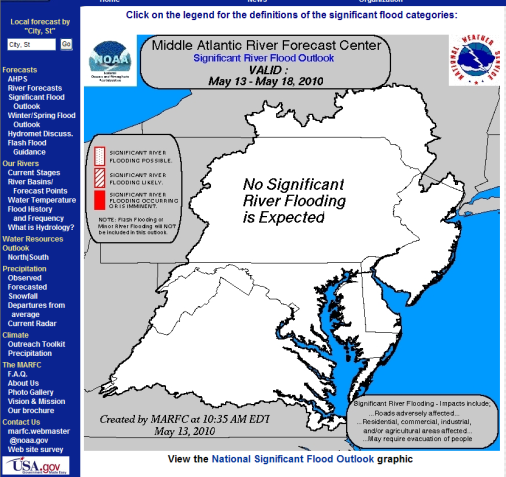 Home
News
Organization
Local forecast by
"City, St"
City, St
Go
Forecasts
AHPS
River Forecasts
Significant Flood
Outlook
Winter/Spring Flood
Outlook
Hydromet Discuss.
Flash Flood
Guidance
Our Rivers
Current Stages
River Basins/
Forecast Points
Water Temperature
Flood History
and Frequency
What is Hydrology?
Water Resources
Outlook
North|South
Precipitation
Observed
Forecasted
Snowfall
Departures from
average
Current Radar
Climate
Outreach Toolkit
Precipitation
The MARFC
F.A.Q.
About Us
Photo Gallery
Vision & Mission
Our brochure
Contact Us
marfc.webmaster
@noaa.gov
Web site survey
USA.gov
Click on the legend for the definitions of the significant flood categories:
NOAA
Middle Atlantic River Forecast Center
Significant River Flood Outlook
VALID :
May 13 - May 18, 2010
NATIONAL WEATHER SERVICE
SIGNIFICANT RIVER
FLOODING POSSIBLE.
SIGNIFICANT RIVER
FLOODING LIKELY.
SIGNIFICANT RIVER
FLOODING OCCURRING
OR IS IMMINENT.
NOTE: Flash Flooding or
Minor River Flooding will NOT
be included in this outlook.
No Significant
River Flooding
is Expected
Created by MARFC at 10:35 AM EDT
May 13, 2010
Significant River Flooding - Impacts include;
...Roads adversely affected...
...Residential, commercial, industrial,
and/or agricultural areas affected...
...May require evacuation of people
View the National Significant Flood Outlook graphic